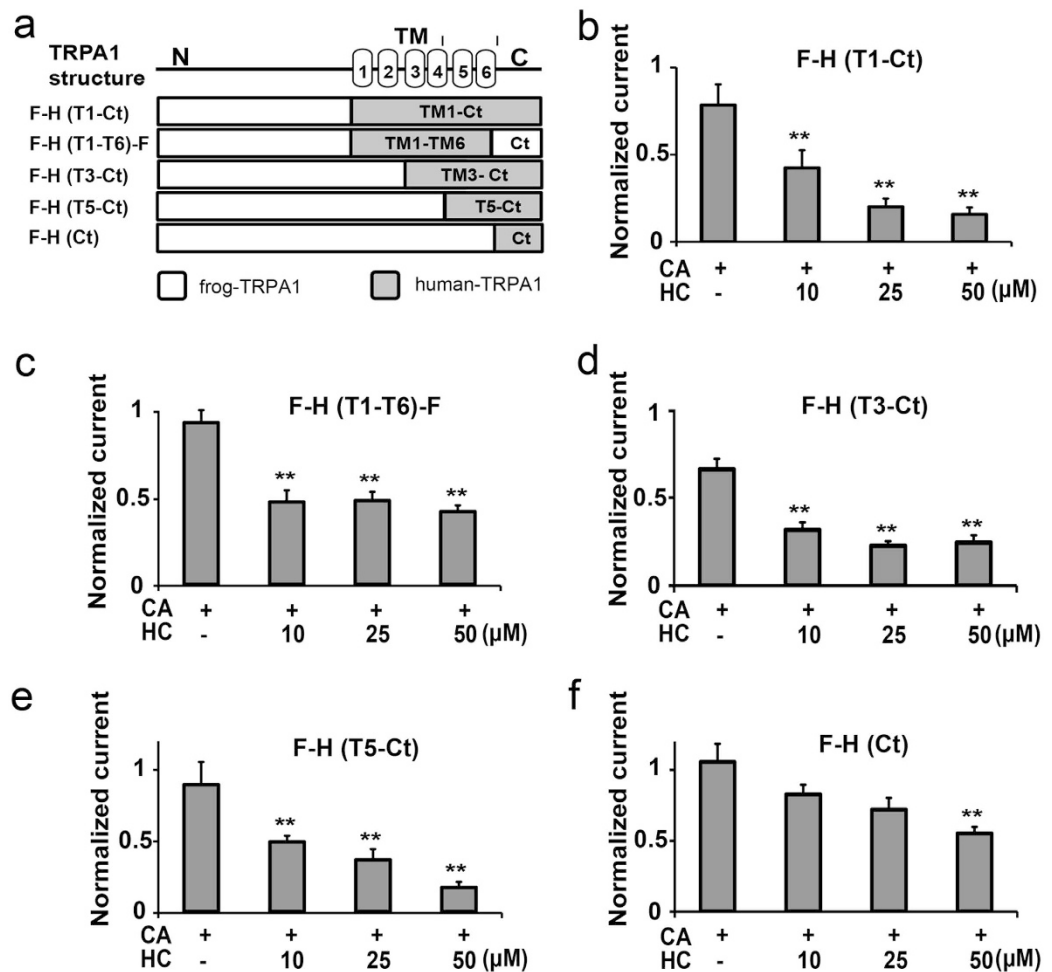 a
TRPA1
structure
N
TM
C
1 2 3 4 5 6
F-H (T1-Ct)
TM1-Ct
F-H (T1-T6)-F
TM1-TM6
Ct
F-H (T3-Ct)
TM3- Ct
F-H (T5-Ct)
T5-Ct
F-H (Ct)
Ct
frog-TRPA1
human-TRPA1
b
F-H (T1-Ct)
Normalized current
1
0.5
0
**
**
**
CA + + + +
HC - 10 25 50 (µM)
c
F-H (T1-T6)-F
Normalized current
1
0.5
0
**
**
**
CA + + + +
HC - 10 25 50 (µM)
d
F-H (T3-Ct)
Normalized current
1
0.5
0
**
**
**
CA + + + +
HC - 10 25 50 (µM)
e
F-H (T5-Ct)
Normalized current
1
0.5
0
**
**
**
CA + + + +
HC - 10 25 50 (µM)
f
F-H (Ct)
Normalized current
1
0.5
0
**
CA + + + +
HC - 10 25 50 (µM)